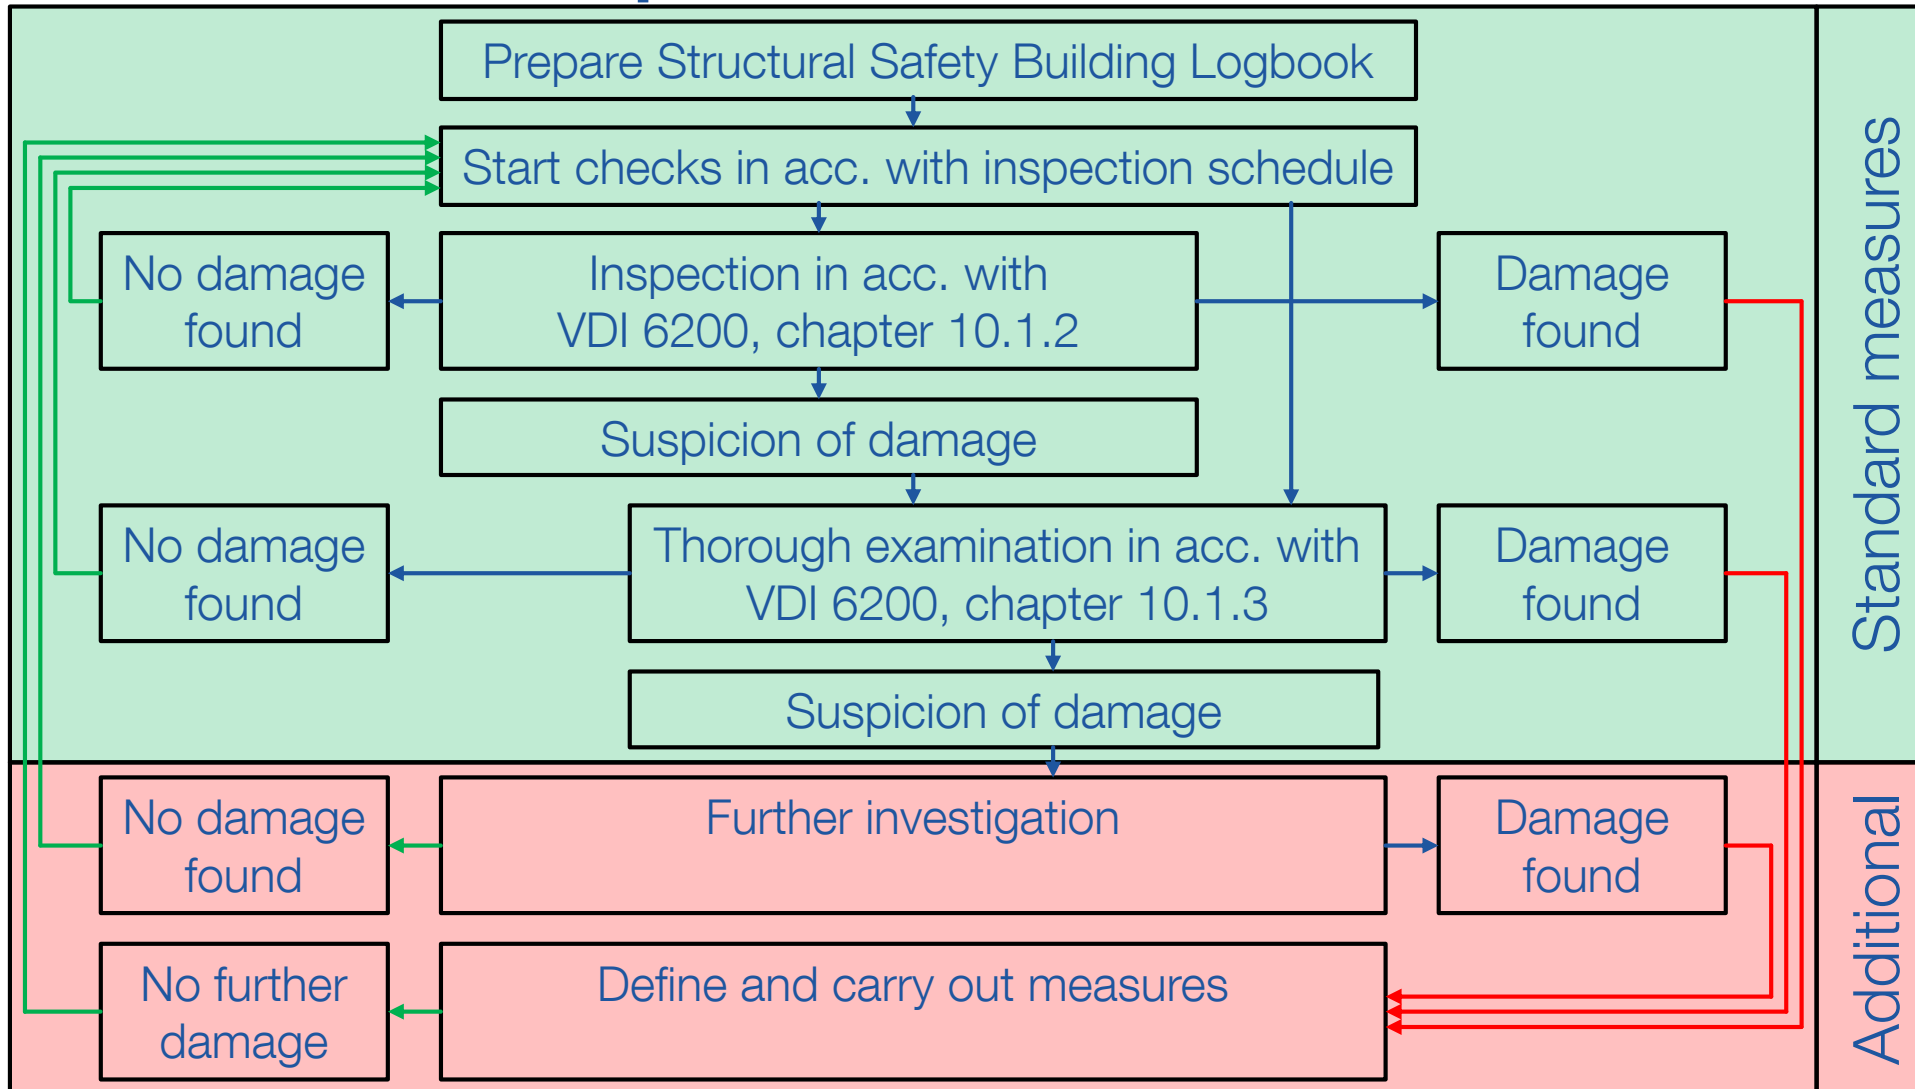 Prepare Structural Safety Building Logbook
Start checks in acc. with inspection schedule
No damage
found
Inspection in acc. with
VDI 6200, chapter 10.1.2
Damage
found
Suspicion of damage
No damage
found
Thorough examination in acc. with
VDI 6200, chapter 10.1.3
Damage
found
Suspicion of damage
Standard measures
No damage
found
Further investigation
Damage
found
No further
damage
Define and carry out measures
Additional